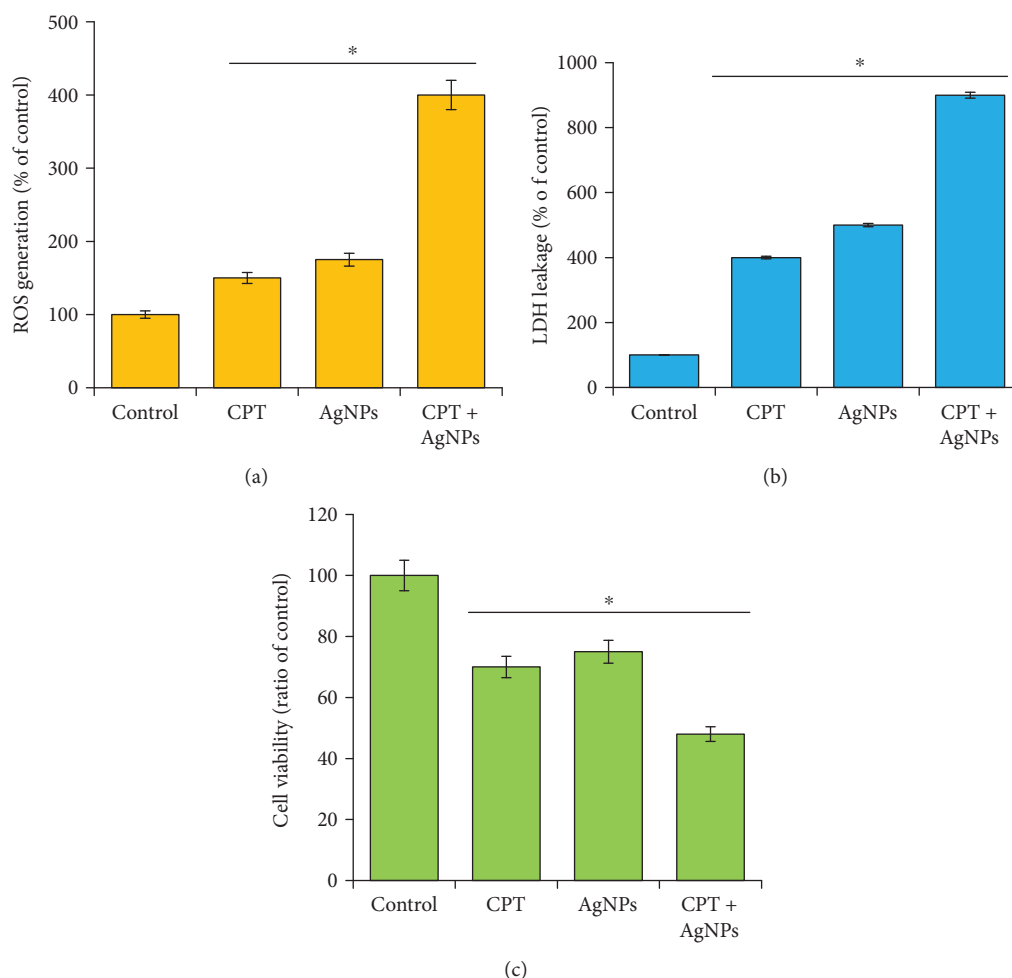 ROS generation (% of control)
500
400
300
200
100
0
*
Control
CPT
AgNPs
CPT +
AgNPs
(a)
LDH leakage (% o f control)
1000
800
600
400
200
0
*
Control
CPT
AgNPs
CPT +
AgNPs
(b)
Cell viability (ratio of control)
120
100
80
60
40
20
0
*
Control
CPT
AgNPs
CPT +
AgNPs
(c)